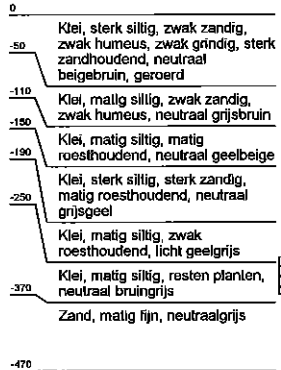 0
Klei, sterk siltig, zwak zandig,
zwak humeus, zwak grindig, sterk
zandhoudend, neutraal
beigebruin, geroerd
-50
Klei, matig siltig, zwak zandig,
zwak humeus, neutraal grijsbruin
-110
Klei, matig siltig, matig
roesthoudend, neutraal geelbeige
-150
Klei, sterk siltig, sterk zandig,
matig roesthoudend, neutraal
grijsgeel
-190
Klei, matig siltig, zwak
roesthoudend, licht geelgrijs
-250
Klei, matig siltig, resten planten,
neutraal bruingrijs
-370
Zand, matig fijn, neutraalgrijs
-470